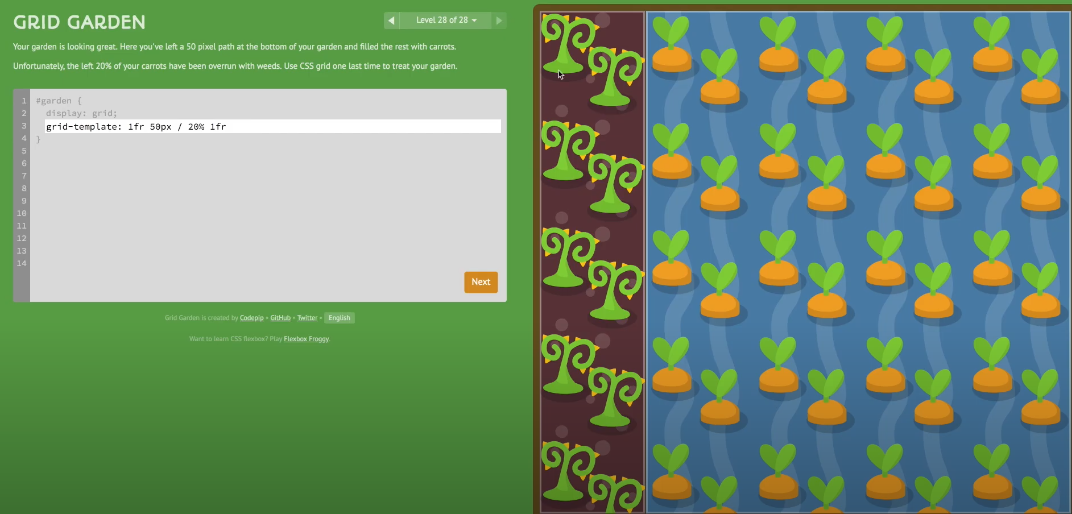 GRID GARDEN
Level 28 of 28
Your garden is looking great. Here you've left a 50 pixel path at the bottom of your garden and filled the rest with carrots.
Unfortunately, the left 20% of your carrots have been overrun with weeds. Use CSS grid one last time to treat your garden.
1 #garden {
2 display: grid;
3 grid-template: 1fr 50px / 20% 1fr
4 }
5
6
7
8
9
10
11
12
13
14
Next
Grid Garden is created by Codepip • GitHub • Twitter • English
Want to learn CSS flexbox? Play Flexbox Froggy.